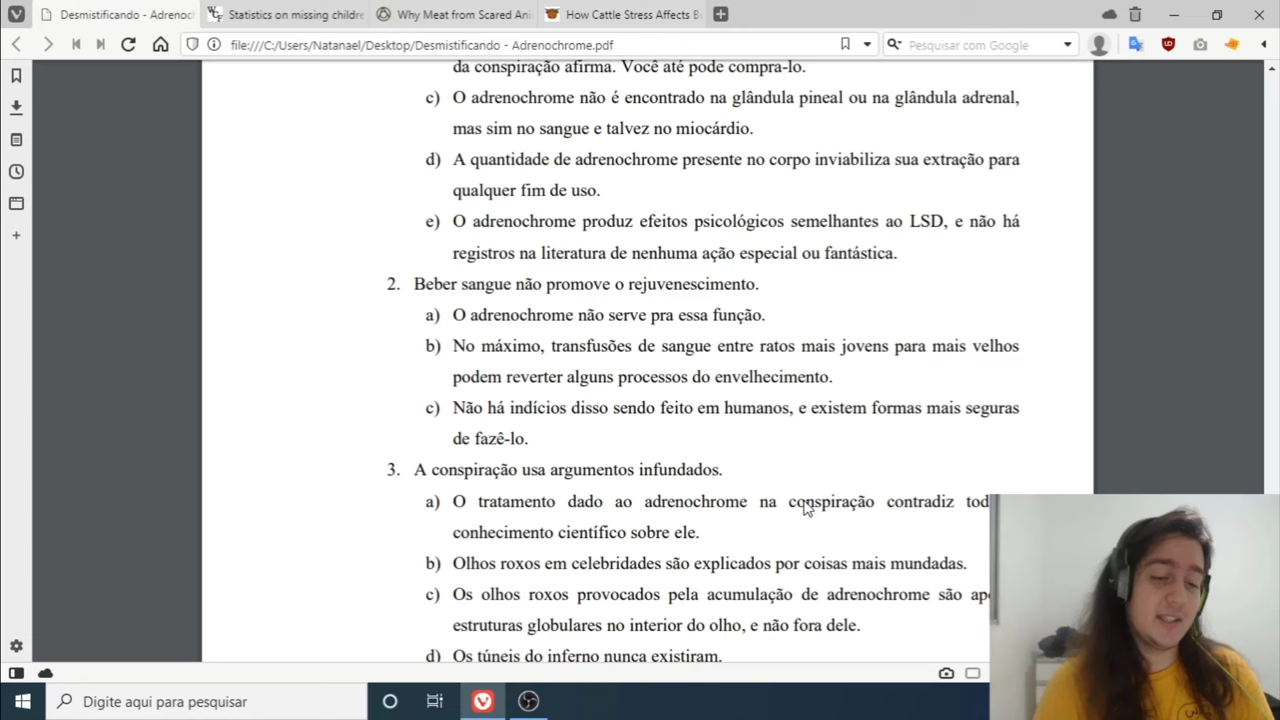 Desmistificando - Adrenoc
Statistics on missing childre
Why Meat from Scared Ani
How Cattle Stress Affects B
file:///C:/Users/Natanael/Desktop/Desmistificando - Adrenochrome.pdf
Pesquisar com Google
da conspiração afirma. Você até pode compra-lo.
c) O adrenochrome não é encontrado na glândula pineal ou na glândula adrenal,
mas sim no sangue e talvez no miocárdio.
d) A quantidade de adrenochrome presente no corpo inviabiliza sua extração para
qualquer fim de uso.
e) O adrenochrome produz efeitos psicológicos semelhantes ao LSD, e não há
registros na literatura de nenhuma ação especial ou fantástica.
2. Beber sangue não promove o rejuvenescimento.
a) O adrenochrome não serve pra essa função.
b) No máximo, transfusões de sangue entre ratos mais jovens para mais velhos
podem reverter alguns processos do envelhecimento.
c) Não há indícios disso sendo feito em humanos, e existem formas mais seguras
de fazê-lo.
3. A conspiração usa argumentos infundados.
a) O tratamento dado ao adrenochrome na conspiração contradiz tod
conhecimento científico sobre ele.
b) Olhos roxos em celebridades são explicados por coisas mais mundadas.
c) Os olhos roxos provocados pela acumulação de adrenochrome são ap
estruturas globulares no interior do olho, e não fora dele.
d) Os túneis do inferno nunca existiram.
Digite aqui para pesquisar